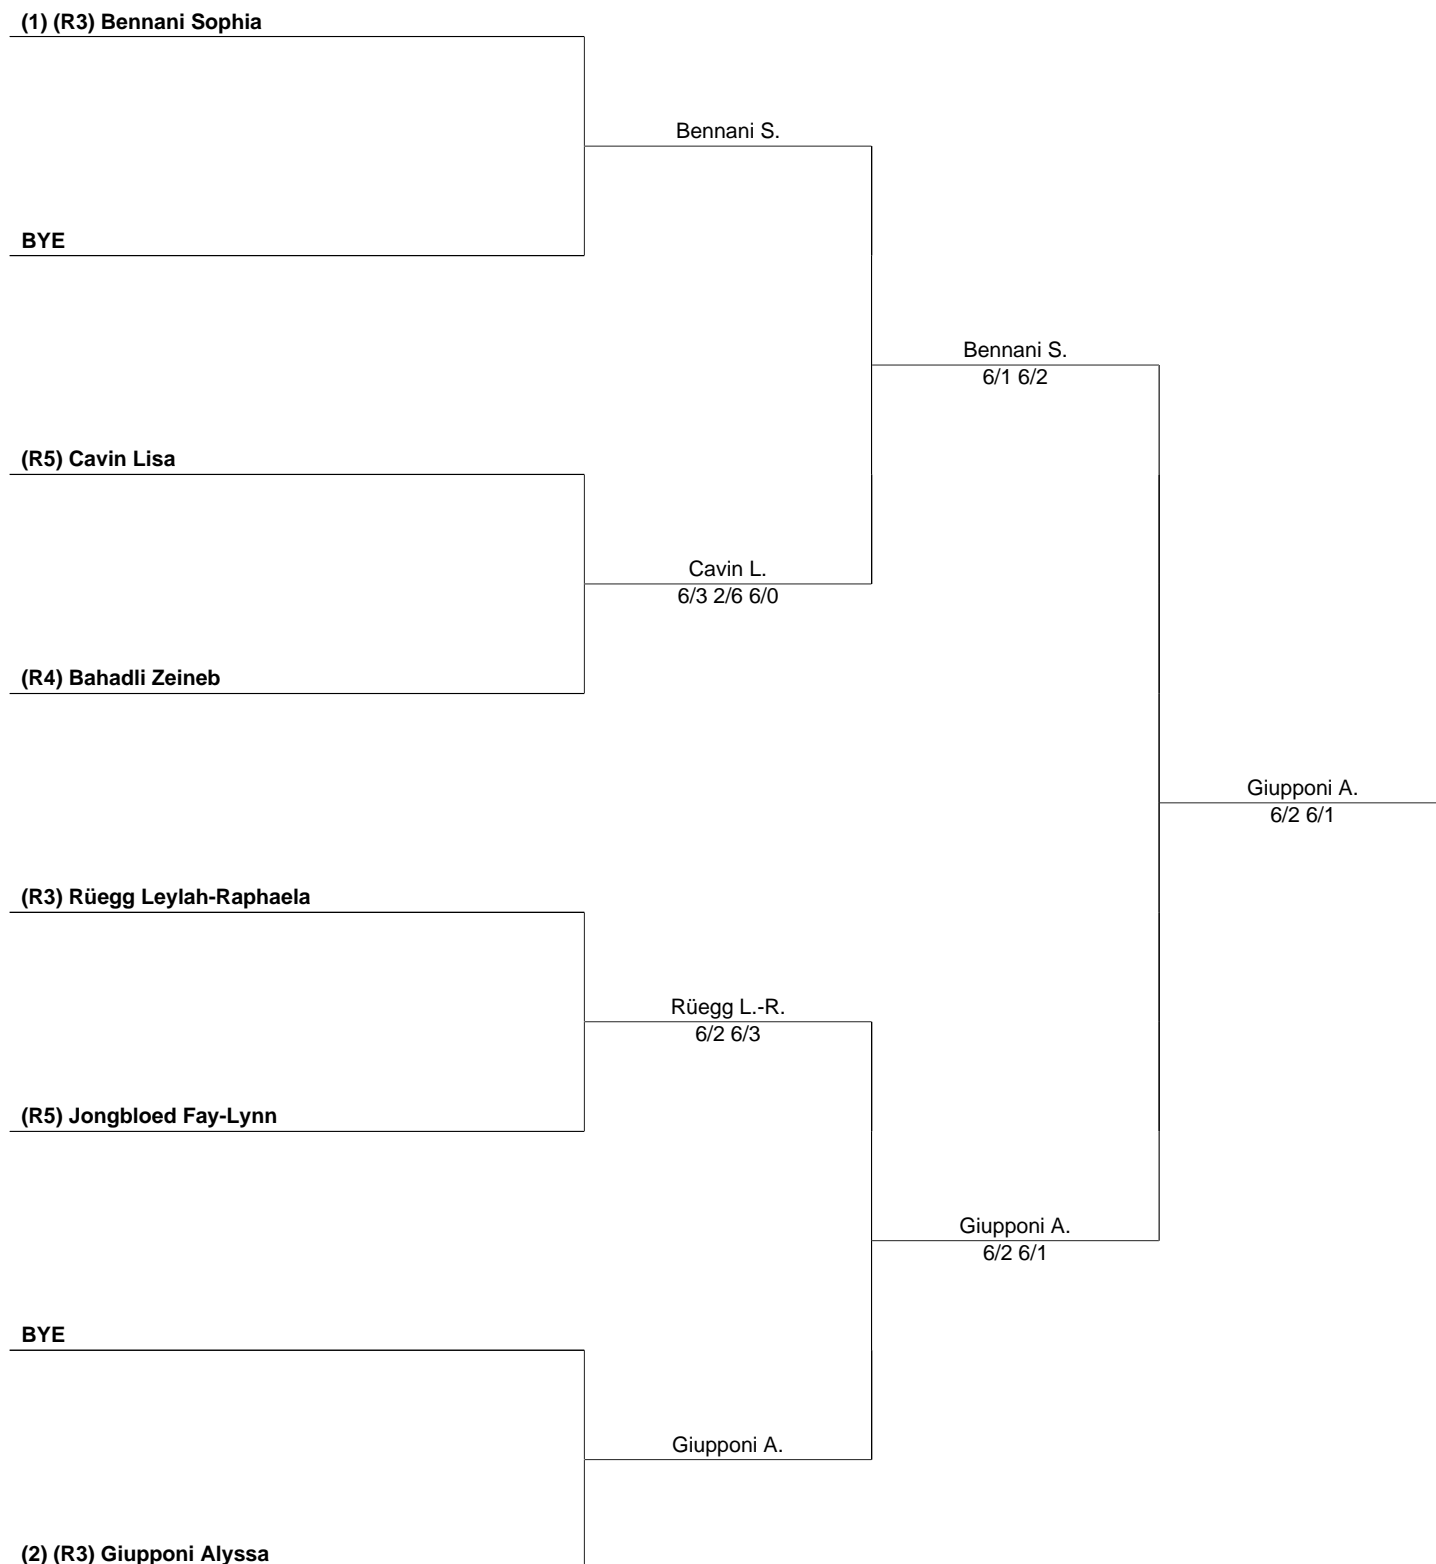 (1) (R3) Bennani Sophia
Bennani S.
BYE
Bennani S.
6/1 6/2
(R5) Cavin Lisa
Cavin L.
6/3 2/6 6/0
(R4) Bahadli Zeineb
Giupponi A.
6/2 6/1
(R3) Rüegg Leylah-Raphaela
Rüegg L.-R.
6/2 6/3
(R5) Jongbloed Fay-Lynn
Giupponi A.
6/2 6/1
BYE
Giupponi A.
(2) (R3) Giupponi Alyssa